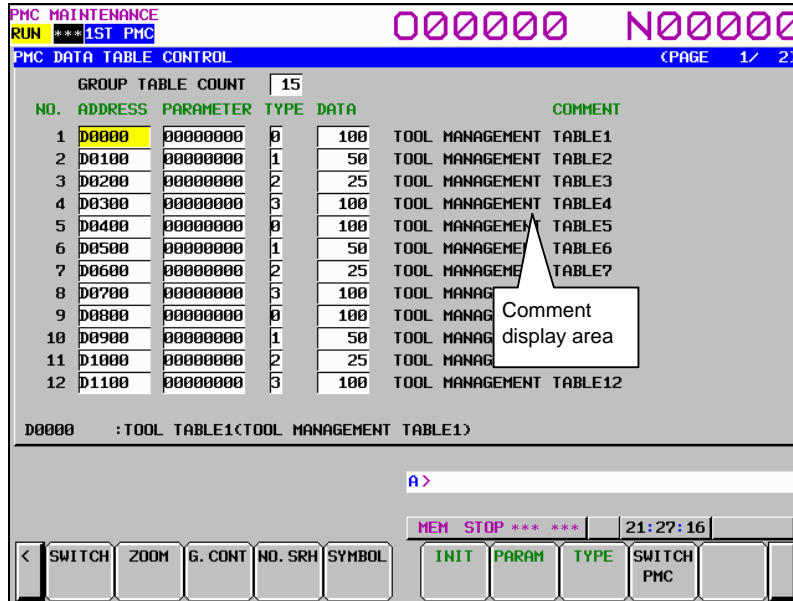 PMC MAINTENANCE O00000 N00000
RUN *** 1ST PMC
PMC DATA TABLE CONTROL (PAGE 1/ 2)
GROUP TABLE COUNT 15
NO. ADDRESS PARAMETER TYPE DATA COMMENT
1 D0000 00000000 0 100 TOOL MANAGEMENT TABLE1
2 D0100 00000000 1 50 TOOL MANAGEMENT TABLE2
3 D0200 00000000 2 25 TOOL MANAGEMENT TABLE3
4 D0300 00000000 3 100 TOOL MANAGEMENT TABLE4
5 D0400 00000000 0 100 TOOL MANAGEMENT TABLE5
6 D0500 00000000 1 50 TOOL MANAGEME TABLE6
7 D0600 00000000 2 25 TOOL MANAGEME TABLE7
8 D0700 00000000 3 100 TOOL MANAG
9 D0800 00000000 0 100 TOOL MANAG
10 D0900 00000000 1 50 TOOL MANAG
11 D1000 00000000 2 25 TOOL MANAG
12 D1100 00000000 3 100 TOOL MANAGEMENT TABLE12
Comment
display area
D0000 :TOOL TABLE1(TOOL MANAGEMENT TABLE1)
A>
MEM STOP *** *** 21:27:16
< SWITCH ZOOM G.CONT NO.SRH SYMBOL INIT PARAM TYPE SWITCH
PMC